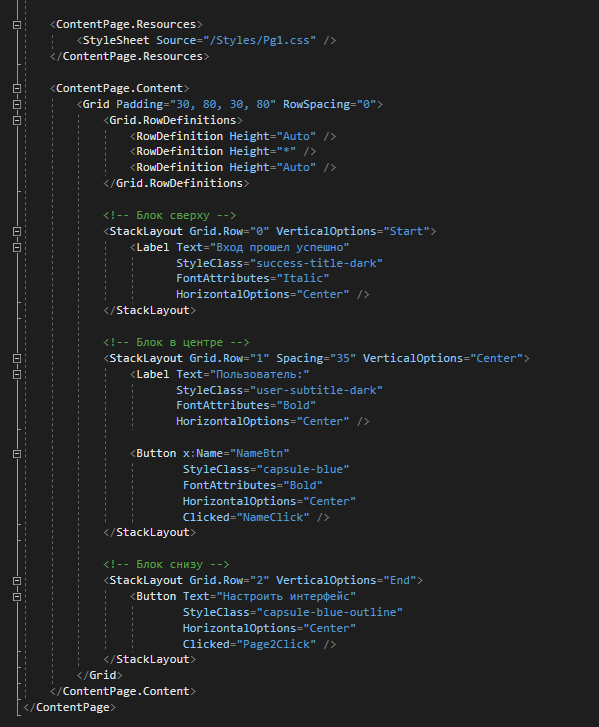 <ContentPage.Resources>
<StyleSheet Source="/Styles/Pg1.css" />
</ContentPage.Resources>
<ContentPage.Content>
<Grid Padding="30, 80, 30, 80" RowSpacing="0">
<Grid.RowDefinitions>
<RowDefinition Height="Auto" />
<RowDefinition Height="*" />
<RowDefinition Height="Auto" />
</Grid.RowDefinitions>
<!-- Блок сверху -->
<StackLayout Grid.Row="0" VerticalOptions="Start">
<Label Text="Вход прошел успешно"
StyleClass="success-title-dark"
FontAttributes="Italic"
HorizontalOptions="Center" />
</StackLayout>
<!-- Блок в центре -->
<StackLayout Grid.Row="1" Spacing="35" VerticalOptions="Center">
<Label Text="Пользователь:"
StyleClass="user-subtitle-dark"
FontAttributes="Bold"
HorizontalOptions="Center" />
<Button x:Name="NameBtn"
StyleClass="capsule-blue"
FontAttributes="Bold"
HorizontalOptions="Center"
Clicked="NameClick" />
</StackLayout>
<!-- Блок снизу -->
<StackLayout Grid.Row="2" VerticalOptions="End">
<Button Text="Настроить интерфейс"
StyleClass="capsule-blue-outline"
HorizontalOptions="Center"
Clicked="Page2Click" />
</StackLayout>
</Grid>
</ContentPage.Content>
</ContentPage>